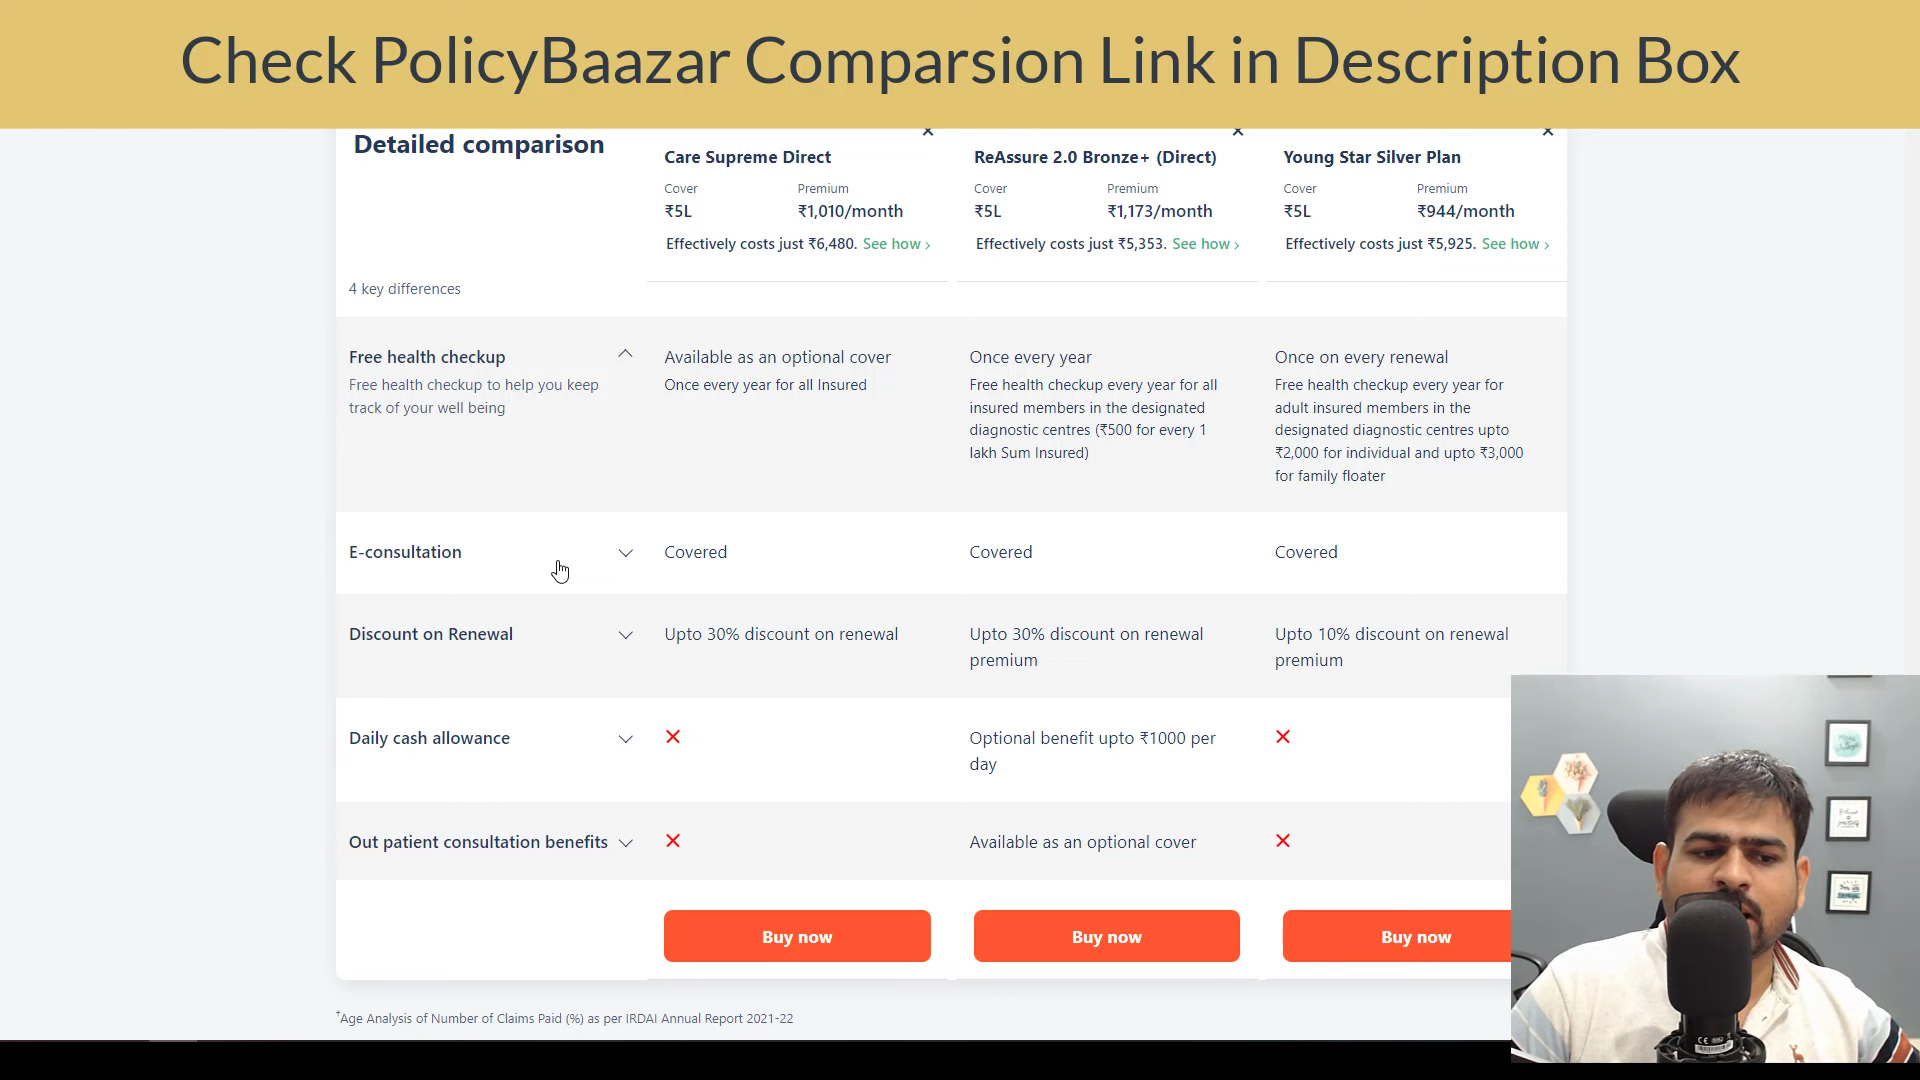 Check PolicyBaazar Comparsion Link in Description Box
Detailed comparison
Care Supreme Direct
Cover
Premium
₹5L
₹1,010/month
Effectively costs just ₹6,480. See how ›
ReAssure 2.0 Bronze+ (Direct)
Cover
Premium
₹5L
₹1,173/month
Effectively costs just ₹5,353. See how ›
Young Star Silver Plan
Cover
Premium
₹5L
₹944/month
Effectively costs just ₹5,925. See how ›
4 key differences
Free health checkup
Free health checkup to help you keep
track of your well being
Available as an optional cover
Once every year for all Insured
Once every year
Free health checkup every year for all
insured members in the designated
diagnostic centres (₹500 for every 1
lakh Sum Insured)
Once on every renewal
Free health checkup every year for
adult insured members in the
designated diagnostic centres upto
₹2,000 for individual and upto ₹3,000
for family floater
E-consultation
Covered
Covered
Covered
Discount on Renewal
Upto 30% discount on renewal
Upto 30% discount on renewal
premium
Upto 10% discount on renewal
premium
Daily cash allowance
Optional benefit upto ₹1000 per
day
Out patient consultation benefits
Available as an optional cover
Buy now
Buy now
Buy now
†Age Analysis of Number of Claims Paid (%) as per IRDAI Annual Report 2021-22